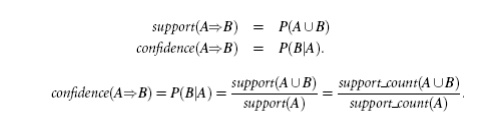 support(A⇒B) = P(A∪B)
confidence(A⇒B) = P(B|A).
confidence(A⇒B) = P(B|A) = support(A∪B) / support(A) = support_count(A∪B) / support_count(A) .